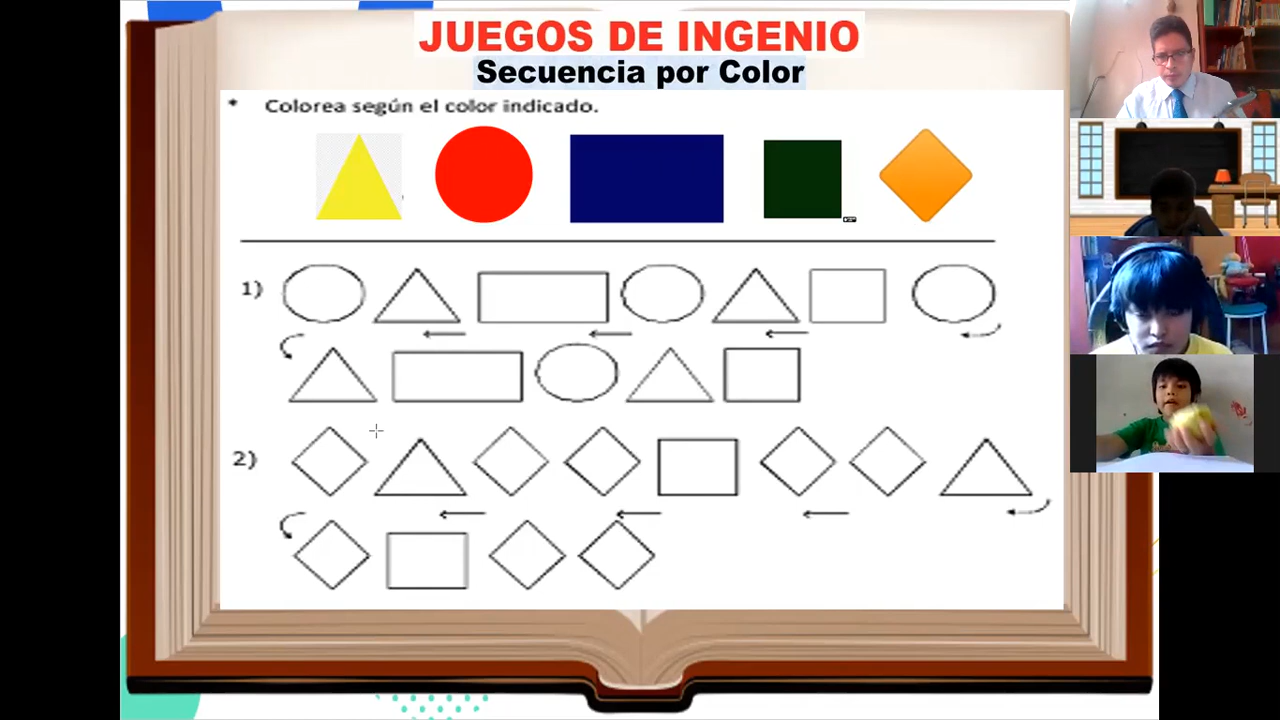 JUEGOS DE INGENIO
Secuencia por Color
* Colorea según el color indicado.
1)
2)